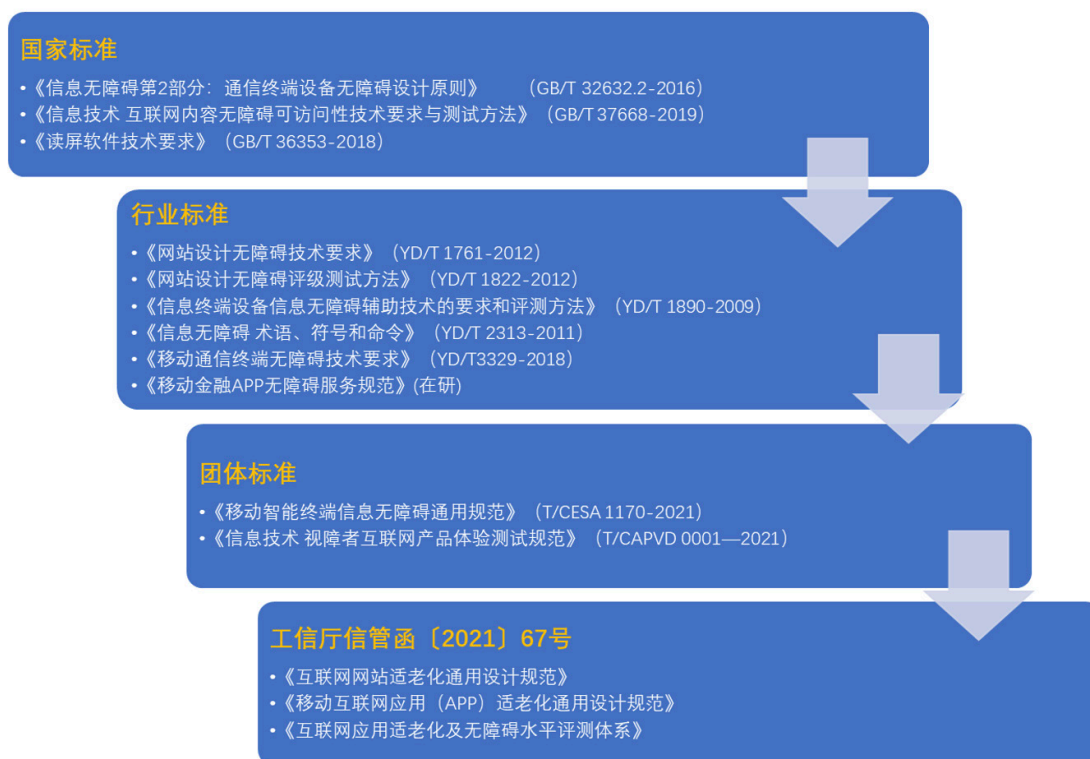 国家标准
•《信息无障碍第2部分：通信终端设备无障碍设计原则》 （GB/T 32632.2-2016）
•《信息技术 互联网内容无障碍可访问性技术要求与测试方法》（GB/T 37668-2019）
•《读屏软件技术要求》（GB/T 36353-2018）
行业标准
•《网站设计无障碍技术要求》（YD/T 1761-2012）
•《网站设计无障碍评级测试方法》（YD/T 1822-2012）
•《信息终端设备信息无障碍辅助技术的要求和评测方法》（YD/T 1890-2009）
•《信息无障碍 术语、符号和命令》（YD/T 2313-2011）
•《移动通信终端无障碍技术要求》（YD/T3329-2018）
•《移动金融APP无障碍服务规范》(在研)
团体标准
•《移动智能终端信息无障碍通用规范》（T/CESA 1170-2021）
•《信息技术 视障者互联网产品体验测试规范》（T/CAPVD 0001—2021）
工信厅信管函〔2021〕67号
•《互联网网站适老化通用设计规范》
•《移动互联网应用（APP）适老化通用设计规范》
•《互联网应用适老化及无障碍水平评测体系》